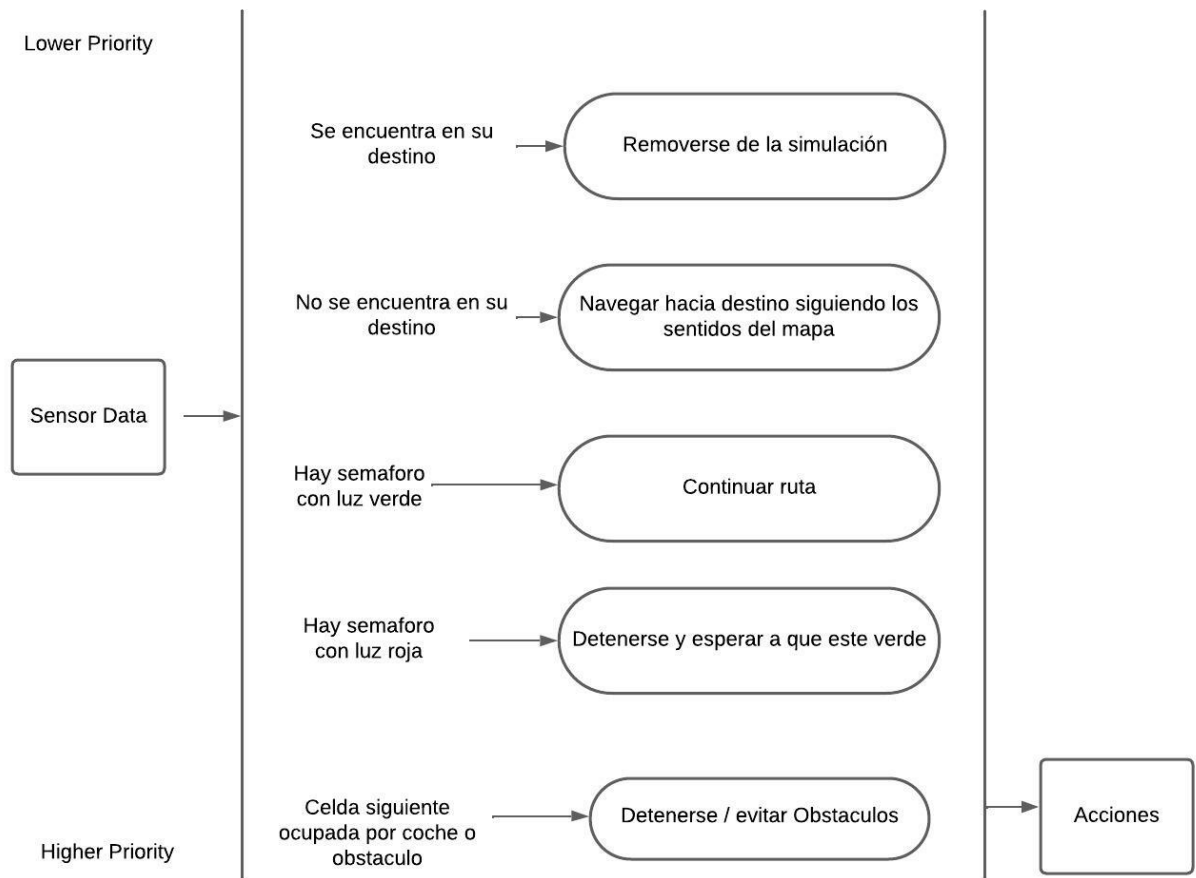 Lower Priority
Se encuentra en su
destino
Removerse de la simulación
No se encuentra en su
destino
Navegar hacia destino siguiendo los
sentidos del mapa
Sensor Data
Hay semaforo
con luz verde
Continuar ruta
Hay semaforo
con luz roja
Detenerse y esperar a que este verde
Celda siguiente
ocupada por coche o
obstaculo
Detenerse / evitar Obstaculos
Acciones
Higher Priority